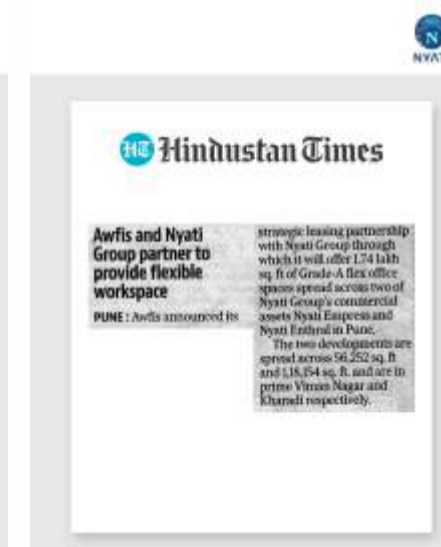 N
NYAT
HT Hindustan Times
Awfis and Nyati
Group partner to
provide flexible
workspace
PUNE : Awfis announced its
strategic leasing partnership
with Nyati Group through
which it will offer 1.74 lakh
sq. ft of Grade-A flex office
spaces spread across two of
Nyati Group's commercial
assets Nyati Empress and
Nyati Enthral in Pune.
The two developments are
spread across 56,252 sq. ft
and 1,18,154 sq. ft. and are in
prime Viman Nagar and
Kharadi respectively.